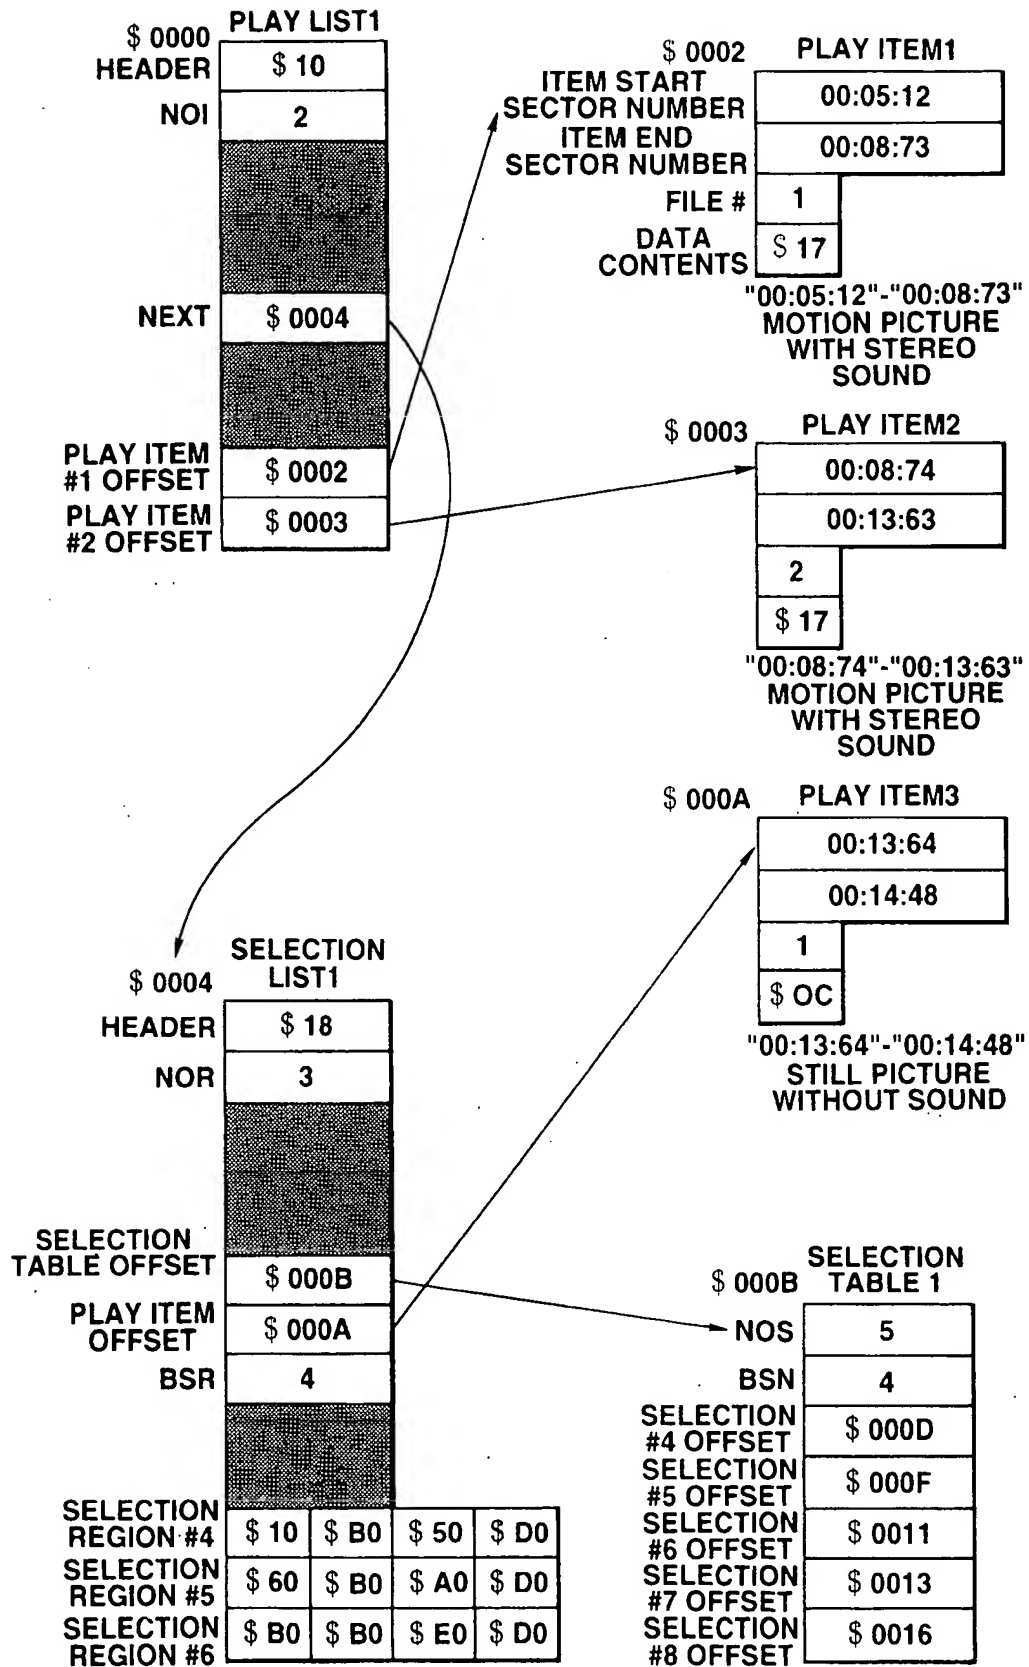 PLAY LIST1
$ 0000
HEADER
$ 10
NOI
2
NEXT
$ 0004
PLAY ITEM
#1 OFFSET
$ 0002
PLAY ITEM
#2 OFFSET
$ 0003
$ 0002
PLAY ITEM1
ITEM START
SECTOR NUMBER
00:05:12
ITEM END
SECTOR NUMBER
00:08:73
FILE #
1
DATA
CONTENTS
$ 17
"00:05:12"-"00:08:73"
MOTION PICTURE
WITH STEREO
SOUND
$ 0003
PLAY ITEM2
00:08:74
00:13:63
2
$ 17
"00:08:74"-"00:13:63"
MOTION PICTURE
WITH STEREO
SOUND
$ 000A
PLAY ITEM3
00:13:64
00:14:48
1
$ OC
"00:13:64"-"00:14:48"
STILL PICTURE
WITHOUT SOUND
$ 0004
SELECTION
LIST1
HEADER
$ 18
NOR
3
SELECTION
TABLE OFFSET
$ 000B
PLAY ITEM
OFFSET
$ 000A
BSR
4
SELECTION
REGION #4
$ 10 $ B0 $ 50 $ D0
SELECTION
REGION #5
$ 60 $ B0 $ A0 $ D0
SELECTION
REGION #6
$ B0 $ B0 $ E0 $ D0
$ 000B
SELECTION
TABLE 1
NOS
5
BSN
4
SELECTION
#4 OFFSET
$ 000D
SELECTION
#5 OFFSET
$ 000F
SELECTION
#6 OFFSET
$ 0011
SELECTION
#7 OFFSET
$ 0013
SELECTION
#8 OFFSET
$ 0016